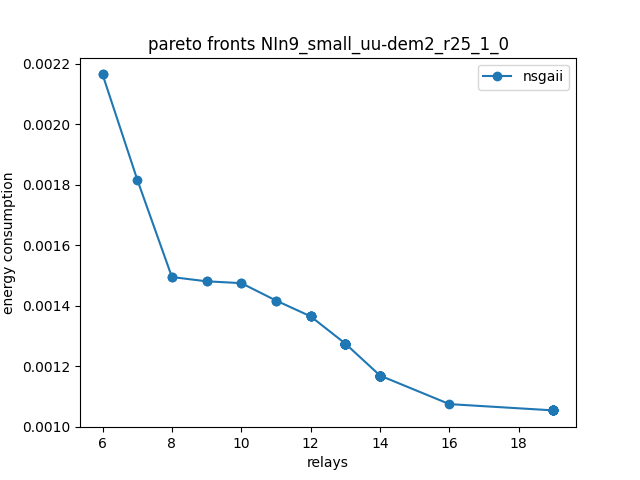 pareto fronts NIn9_small_uu-dem2_r25_1_0
nsgaii
energy consumption
0.0022
0.0020
0.0018
0.0016
0.0014
0.0012
0.0010
6 8 10 12 14 16 18
relays